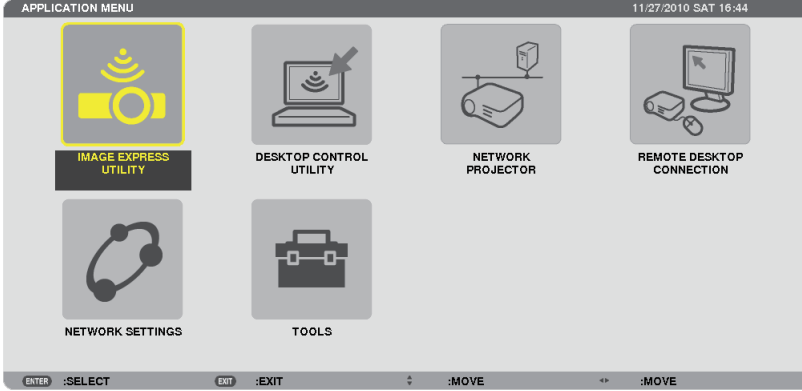 APPLICATION MENU 11/27/2010 SAT 16:44
IMAGE EXPRESS
UTILITY
DESKTOP CONTROL
UTILITY
NETWORK
PROJECTOR
REMOTE DESKTOP
CONNECTION
NETWORK SETTINGS
TOOLS
ENTER :SELECT EXIT :EXIT :MOVE :MOVE